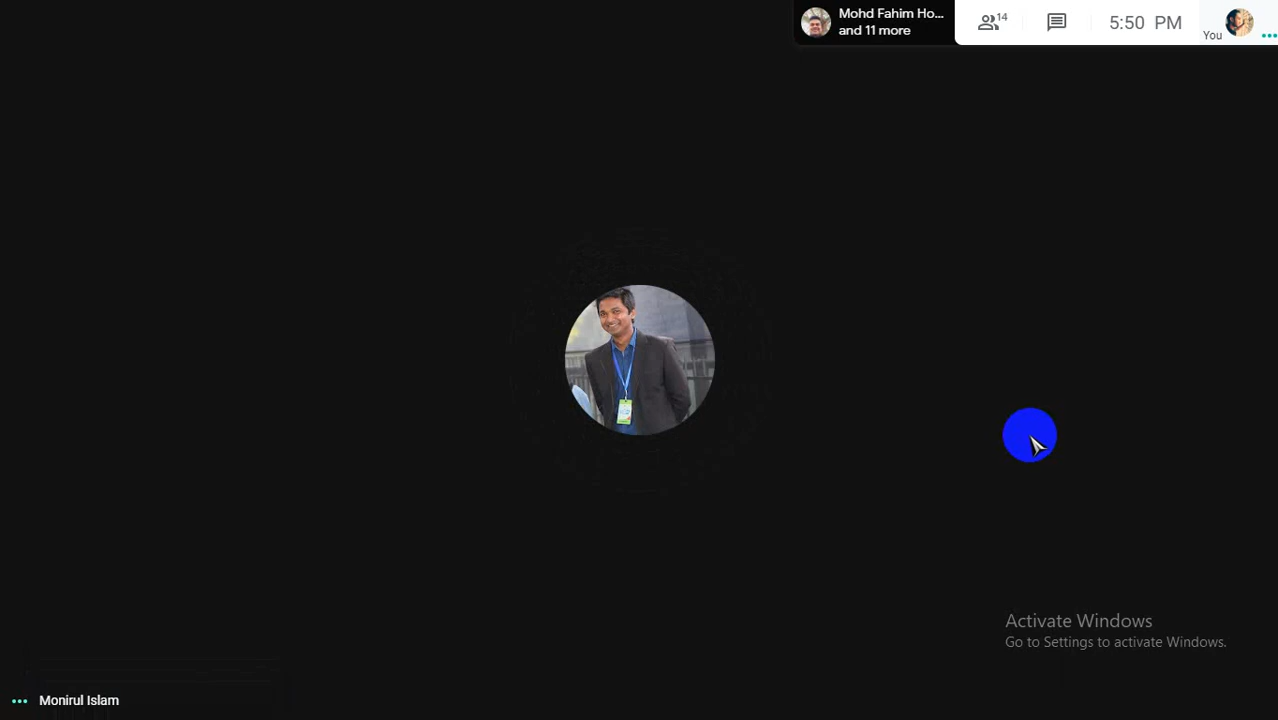 Mohd Fahim Ho...
and 11 more
14
5:50 PM
You
Activate Windows
Go to Settings to activate Windows.
Monirul Islam